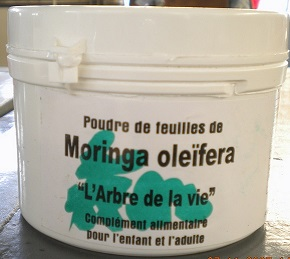 Poudre de feuilles de
Moringa oleïfera
"L'Arbre de la vie"
Complément alimentaire
pour l'enfant et l'adulte